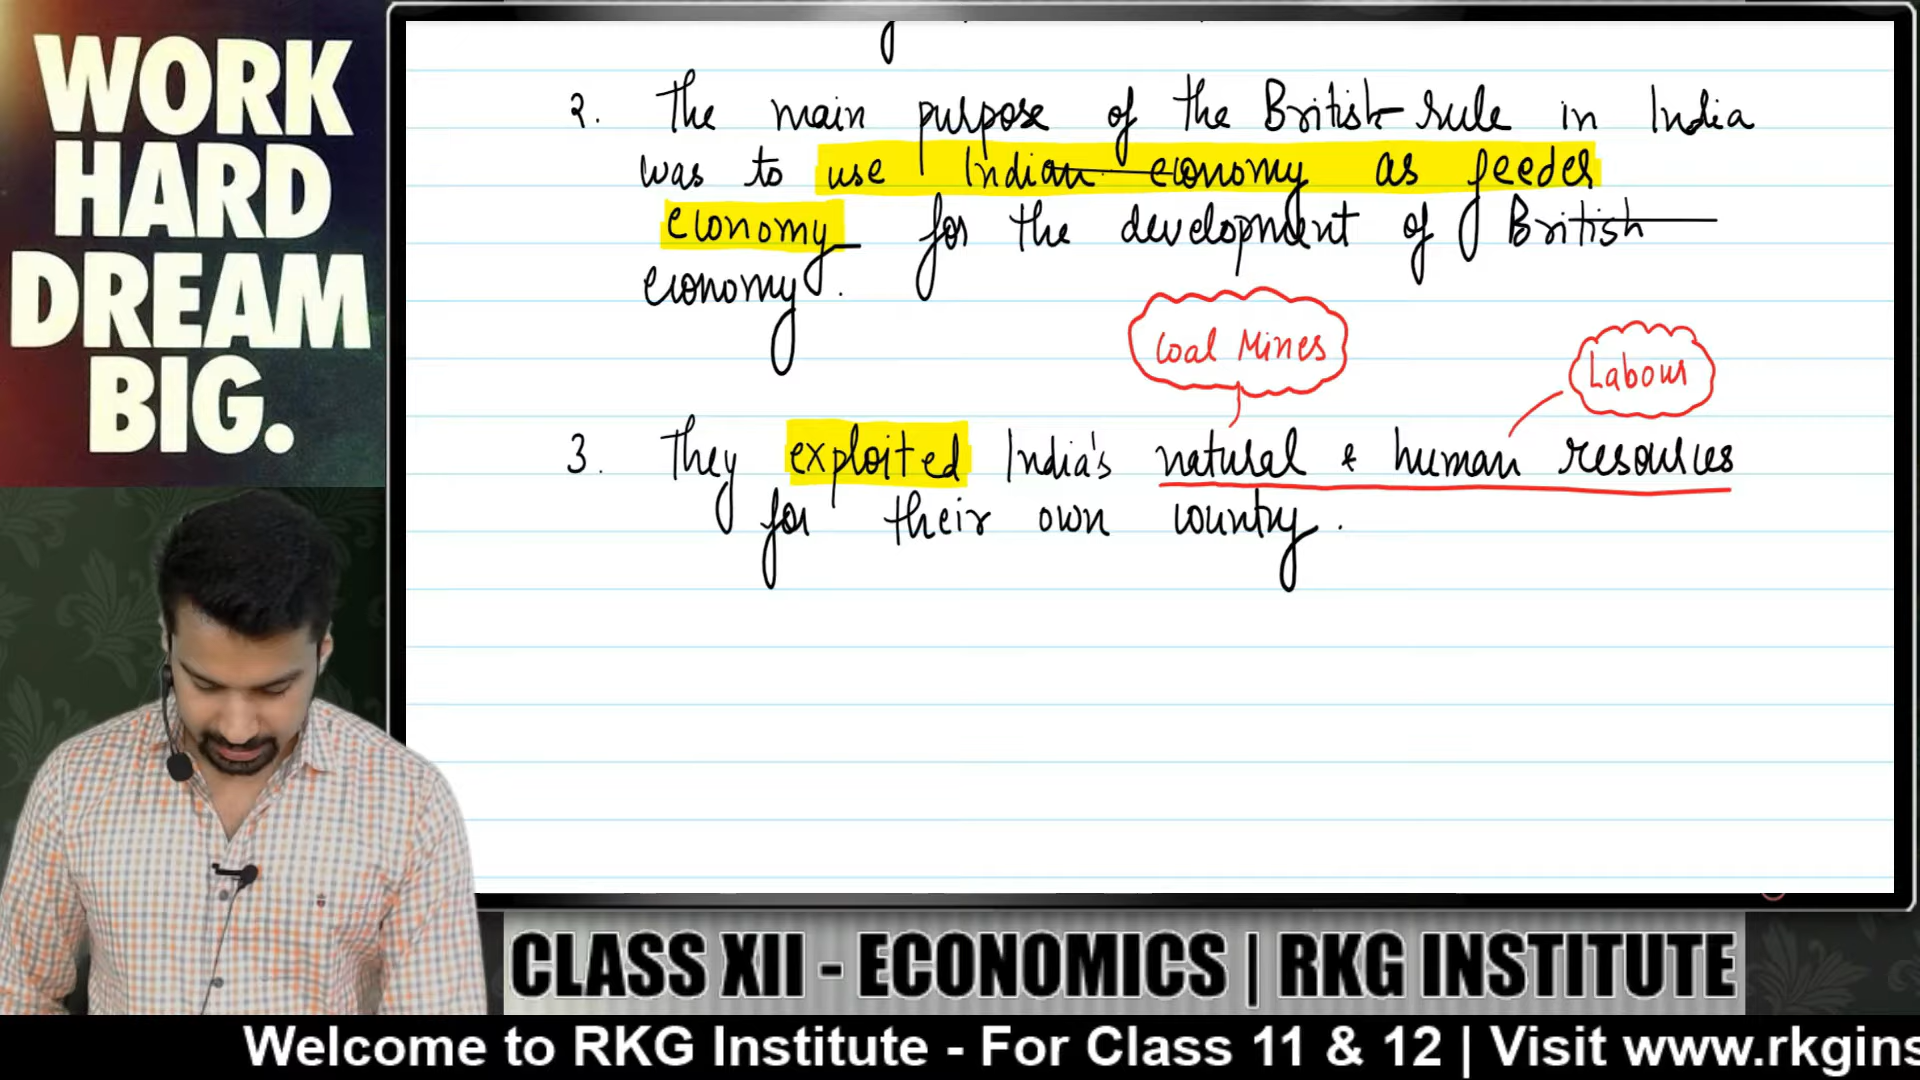 WORK
HARD
DREAM
BIG.
2. The main purpose of the British rule in India
was to use Indian economy as feeder
economy for the development of British
economy.
Coal Mines
Labour
3. They exploited India's natural & human resources
for their own country.
CLASS XII - ECONOMICS | RKG INSTITUTE
Welcome to RKG Institute - For Class 11 & 12 | Visit www.rkgins